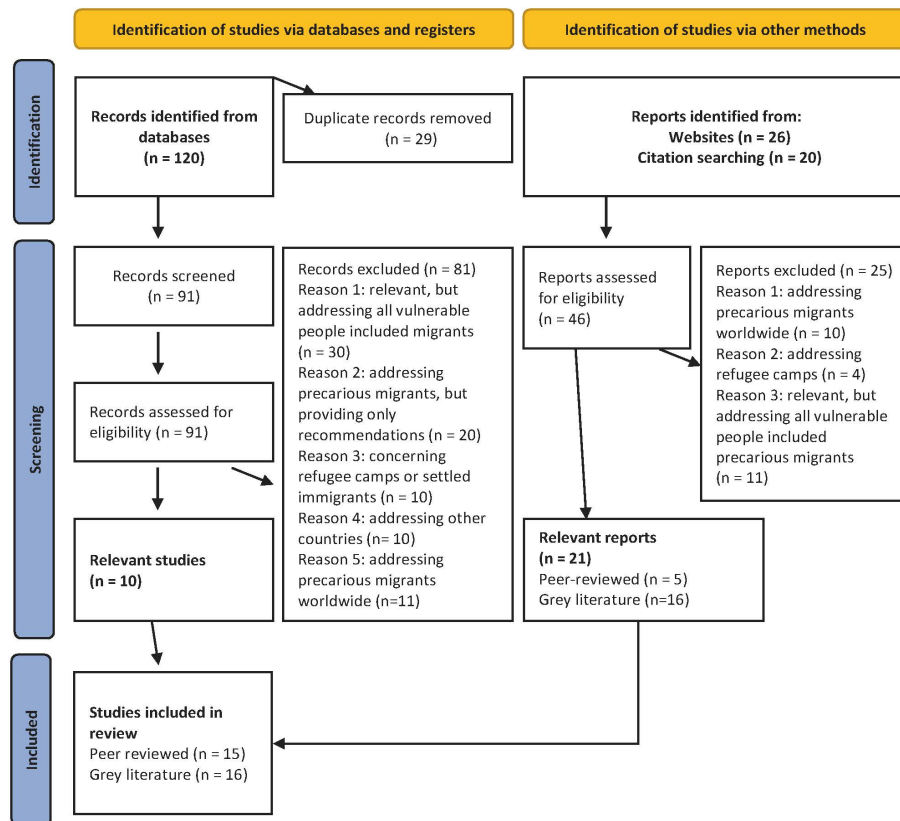 Identification of studies via databases and registers
Identification of studies via other methods
Identification
Records identified from
databases
(n = 120)
Duplicate records removed
(n = 29)
Reports identified from:
Websites (n = 26)
Citation searching (n = 20)
Screening
Records screened
(n = 91)
Records assessed for
eligibility (n = 91)
Relevant studies
(n = 10)
Records excluded (n = 81)
Reason 1: relevant, but
addressing all vulnerable
people included migrants
(n = 30)
Reason 2: addressing
precarious migrants, but
providing only
recommendations (n = 20)
Reason 3: concerning
refugee camps or settled
immigrants (n = 10)
Reason 4: addressing other
countries (n= 10)
Reason 5: addressing
precarious migrants
worldwide (n=11)
Reports assessed
for eligibility
(n = 46)
Reports excluded (n = 25)
Reason 1: addressing
precarious migrants
worldwide (n = 10)
Reason 2: addressing
refugee camps (n = 4)
Reason 3: relevant, but
addressing all vulnerable
people included
precarious migrants
(n = 11)
Relevant reports
(n = 21)
Peer-reviewed (n = 5)
Grey literature (n=16)
Included
Studies included in
review
Peer reviewed (n = 15)
Grey literature (n = 16)